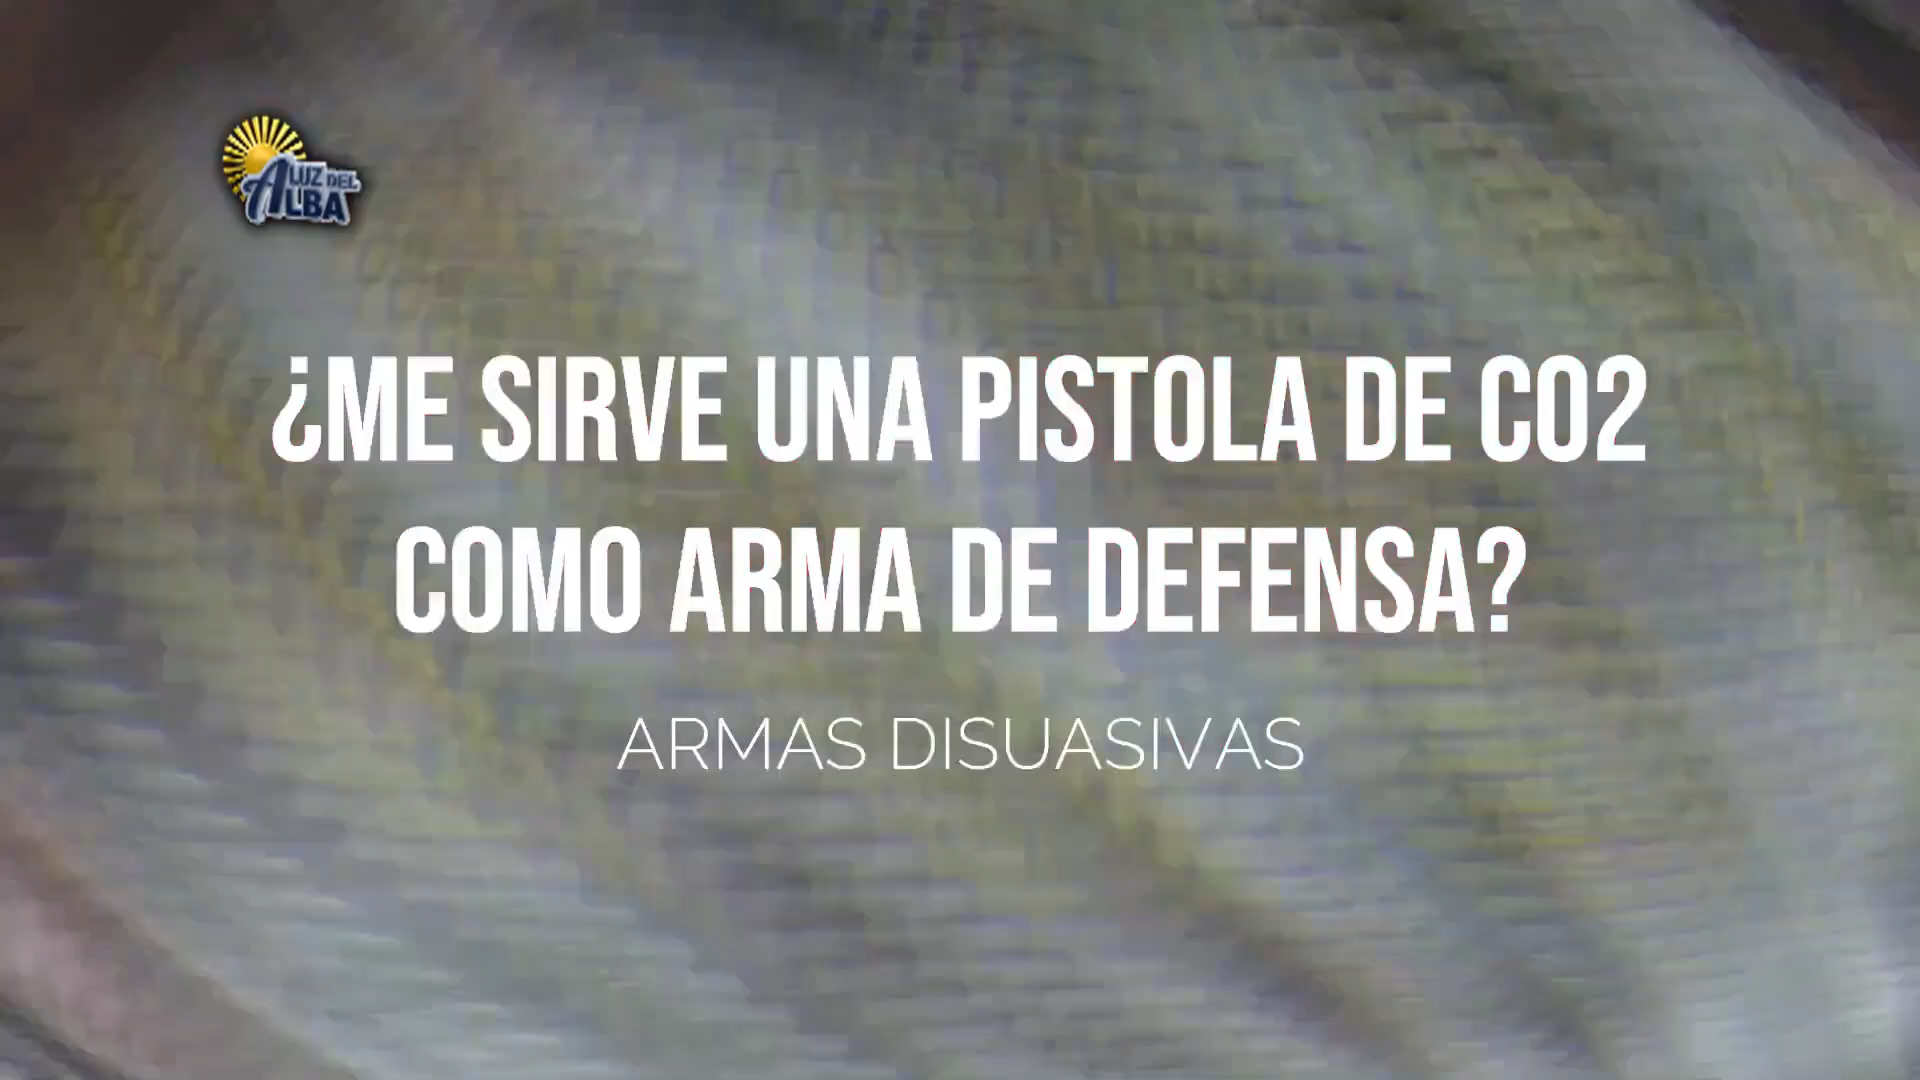 A LUZ DEL
ALBA
¿ME SIRVE UNA PISTOLA DE CO2
COMO ARMA DE DEFENSA?
ARMAS DISUASIVAS